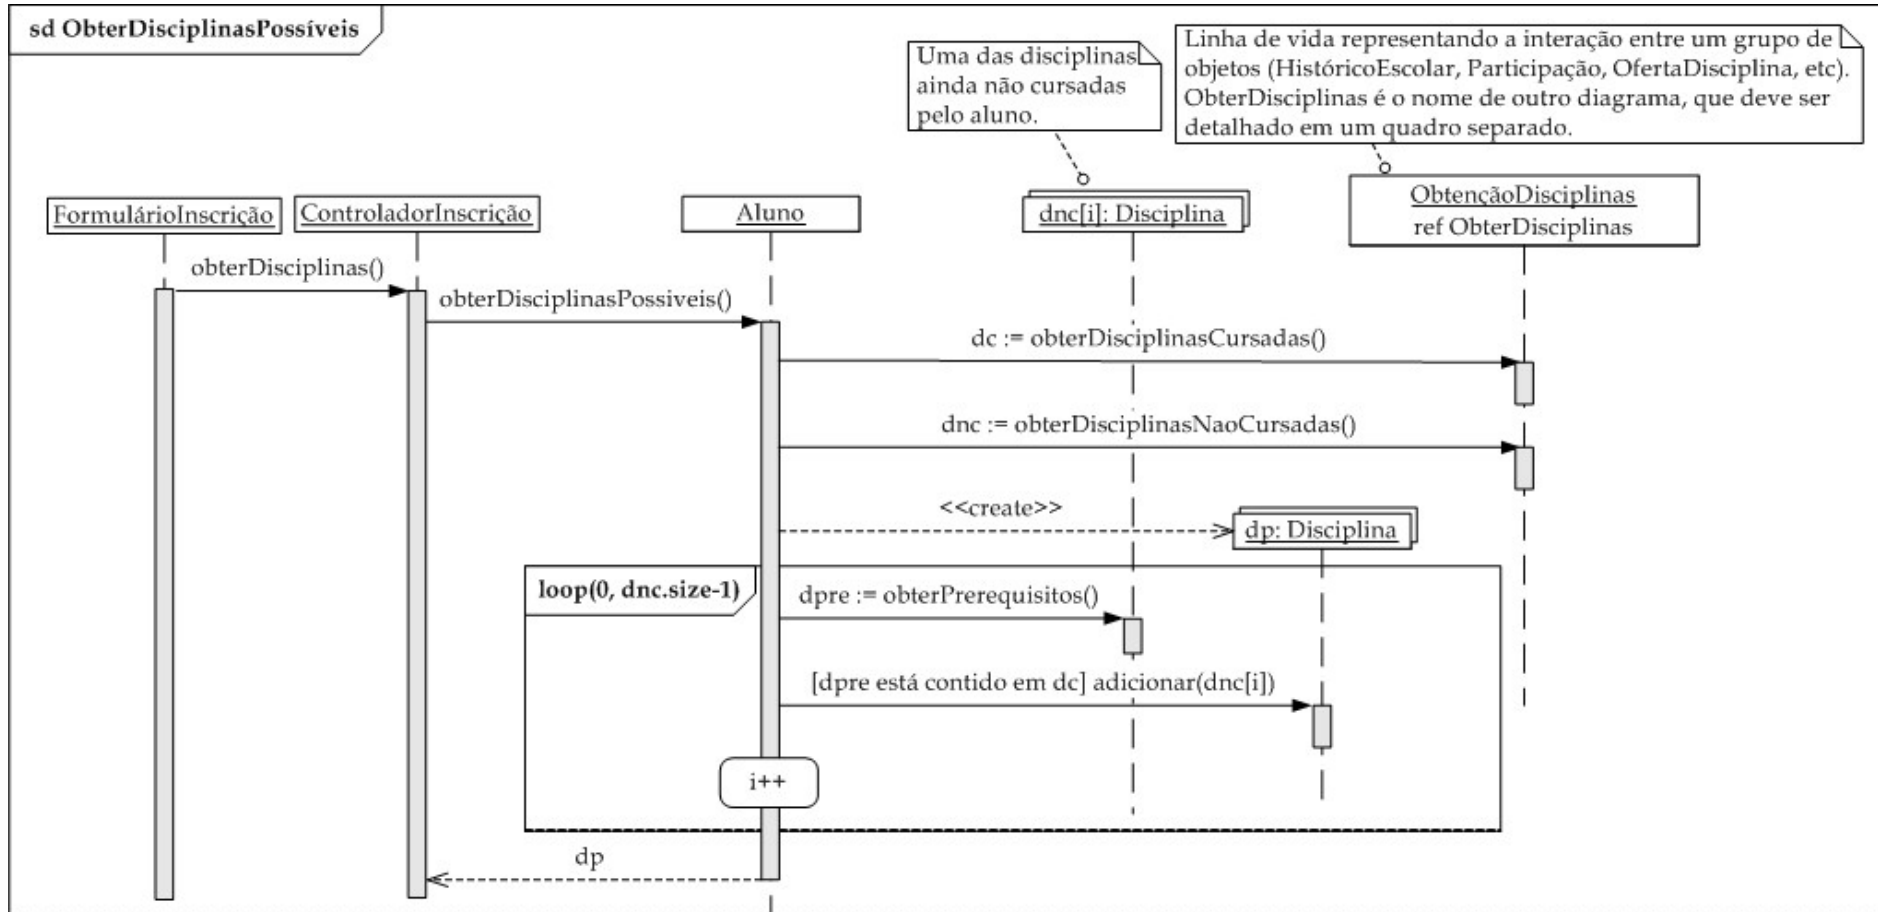 sd ObterDisciplinasPossíveis
Uma das disciplinas
ainda não cursadas
pelo aluno.
Linha de vida representando a interação entre um grupo de
objetos (HistóricoEscolar, Participação, OfertaDisciplina, etc).
ObterDisciplinas é o nome de outro diagrama, que deve ser
detalhado em um quadro separado.
FormulárioInscrição
ControladorInscrição
Aluno
dnc[i]: Disciplina
ObtençãoDisciplinas
ref ObterDisciplinas
obterDisciplinas()
obterDisciplinasPossiveis()
dc := obterDisciplinasCursadas()
dnc := obterDisciplinasNaoCursadas()
<<create>>
dp: Disciplina
loop(0, dnc.size-1)
dpre := obterPrerequisitos()
[dpre está contido em dc] adicionar(dnc[i])
i++
dp